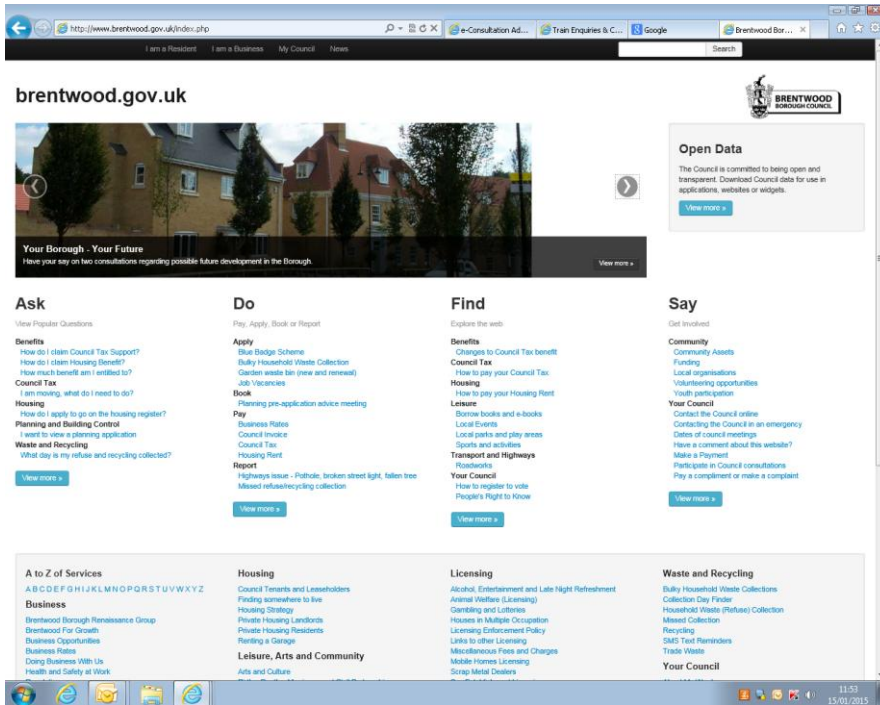 http://www.brentwood.gov.uk/index.php
e-Consultation Ad...
Train Enquiries & C...
Google
Brentwood Bor...
I am a Resident
I am a Business
My Council
News
Search
brentwood.gov.uk
BRENTWOOD
BOROUGH COUNCIL
Your Borough - Your Future
Have your say on two consultations regarding possible future development in the Borough.
View more »
Open Data
The Council is committed to being open and
transparent. Download Council data for use in
applications, websites or widgets.
View more »
Ask
View Popular Questions
Benefits
How do I claim Council Tax Support?
How do I claim Housing Benefit?
How much benefit am I entitled to?
Council Tax
I am moving, what do I need to do?
Housing
How do I apply to go on the housing register?
Planning and Building Control
I want to view a planning application
Waste and Recycling
What day is my refuse and recycling collected?
View more »
Do
Pay, Apply, Book or Report
Apply
Blue Badge Scheme
Bulky Household Waste Collection
Garden waste bin (new and renewal)
Job Vacancies
Book
Planning pre-application advice meeting
Pay
Business Rates
Council Invoice
Council Tax
Housing Rent
Report
Highways issue - Pothole, broken street light, fallen tree
Missed refuse/recycling collection
View more »
Find
Explore the web
Benefits
Changes to Council Tax benefit
Council Tax
How to pay your Council Tax
Housing
How to pay your Housing Rent
Leisure
Borrow books and e-books
Local Events
Local parks and play areas
Sports and activities
Transport and Highways
Roadworks
Your Council
How to register to vote
People's Right to Know
View more »
Say
Get Involved
Community
Community Assets
Funding
Local organisations
Volunteering opportunities
Youth participation
Your Council
Contact the Council online
Contacting the Council in an emergency
Dates of council meetings
Have a comment about this website?
Make a Payment
Participate in Council consultations
Pay a compliment or make a complaint
View more »
A to Z of Services
A B C D E F G H I J K L M N O P Q R S T U V W X Y Z
Business
Brentwood Borough Renaissance Group
Brentwood For Growth
Business Opportunities
Business Rates
Doing Business With Us
Health and Safety at Work
Housing
Council Tenants and Leaseholders
Finding somewhere to live
Housing Strategy
Private Housing Landlords
Private Housing Residents
Renting a Garage
Leisure, Arts and Community
Arts and Culture
Licensing
Alcohol, Entertainment and Late Night Refreshment
Animal Welfare (Licensing)
Gambling and Lotteries
Houses in Multiple Occupation
Licensing Enforcement Policy
Links to other Licensing
Miscellaneous Fees and Charges
Mobile Homes Licensing
Scrap Metal Dealers
Waste and Recycling
Bulky Household Waste Collections
Collection Day Finder
Household Waste (Refuse) Collection
Missed Collection
Recycling
SMS Text Reminders
Trade Waste
Your Council
11:53
15/01/2015